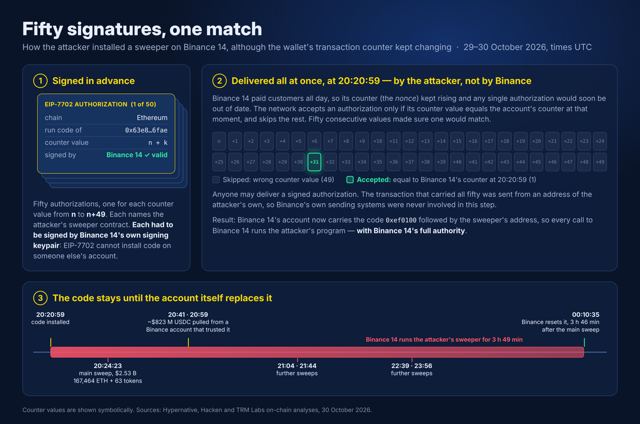 Fifty signatures, one match
How the attacker installed a sweeper on Binance 14, although the wallet's transaction counter kept changing · 29–30 October 2026, times UTC
1 Signed in advance
EIP-7702 AUTHORIZATION (1 of 50)
chain Ethereum
run code of 0x63e8…6fae
counter value n + k
signed by Binance 14 ✓ valid
Fifty authorizations, one for each counter
value from n to n+49. Each names the
attacker's sweeper contract. Each had to
be signed by Binance 14's own signing
keypair: EIP-7702 cannot install code on
someone else's account.
2 Delivered all at once, at 20:20:59 — by the attacker, not by Binance
Binance 14 paid customers all day, so its counter (the nonce) kept rising and any single authorization would soon be
out of date. The network accepts an authorization only if its counter value equals the account's counter at that
moment, and skips the rest. Fifty consecutive values made sure one would match.
n +1 +2 +3 +4 +5 +6 +7 +8 +9 +10 +11 +12 +13 +14 +15 +16 +17 +18 +19 +20 +21 +22 +23 +24
+25 +26 +27 +28 +29 +30 +31 +32 +33 +34 +35 +36 +37 +38 +39 +40 +41 +42 +43 +44 +45 +46 +47 +48 +49
Skipped: wrong counter value (49) Accepted: equal to Binance 14's counter at 20:20:59 (1)
Anyone may deliver a signed authorization. The transaction that carried all fifty was sent from an address of the
attacker's own, so Binance's own sending systems were never involved in this step.
Result: Binance 14's account now carries the code 0xef0100 followed by the sweeper's address, so every call to
Binance 14 runs the attacker's program — with Binance 14's full authority.
3 The code stays until the account itself replaces it
20:20:59
code installed
20:41 · 20:59
~$823 M USDC pulled from a
Binance account that trusted it
00:10:35
Binance resets it, 3 h 46 min
after the main sweep
Binance 14 runs the attacker's sweeper for 3 h 49 min
20:24:23
main sweep, $2.53 B
167,464 ETH + 63 tokens
21:04 · 21:44
further sweeps
22:39 · 23:56
further sweeps
Counter values are shown symbolically. Sources: Hypernative, Hacken and TRM Labs on-chain analyses, 30 October 2026.